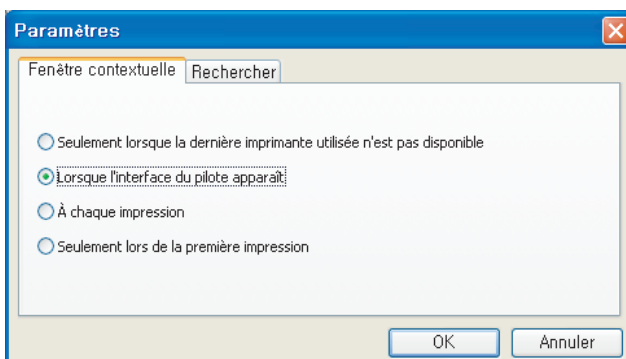 Paramètres
Fenêtre contextuelle Rechercher
Seulement lorsque la dernière imprimante utilisée n'est pas disponible
Lorsque l'interface du pilote apparaît
À chaque impression
Seulement lors de la première impression
OK Annuler